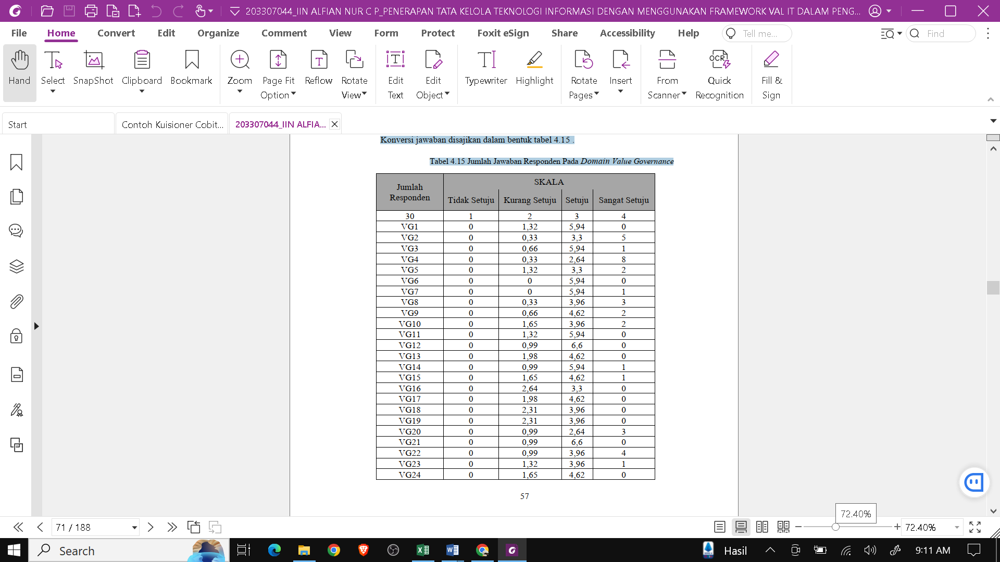 203307044_IIN ALFIAN NUR C P_PENERAPAN TATA KELOLA TEKNOLOGI INFORMASI DENGAN MENGGUNAKAN FRAMEWORK VAL IT DALAM PENG...
File Home Convert Edit Organize Comment View Form Protect Foxit eSign Share Accessibility Help Tell me... Find
Hand Select SnapShot Clipboard Bookmark Zoom Page Fit Option Reflow Rotate View Edit Text Edit Object Typewriter Highlight Rotate Pages Insert From Scanner OCR Quick Recognition Fill & Sign
Start Contoh Kuisioner Cobit... 203307044_IIN ALFIA...
Konversi jawaban disajikan dalam bentuk tabel 4.15 .
Tabel 4.15 Jumlah Jawaban Responden Pada Domain Value Governance
Jumlah Responden SKALA
Tidak Setuju Kurang Setuju Setuju Sangat Setuju
30 1 2 3 4
VG1 0 1,32 5,94 0
VG2 0 0,33 3,3 5
VG3 0 0,66 5,94 1
VG4 0 0,33 2,64 8
VG5 0 1,32 3,3 2
VG6 0 0 5,94 0
VG7 0 0 5,94 1
VG8 0 0,33 3,96 3
VG9 0 0,66 4,62 2
VG10 0 1,65 3,96 2
VG11 0 1,32 5,94 0
VG12 0 0,99 6,6 0
VG13 0 1,98 4,62 0
VG14 0 0,99 5,94 1
VG15 0 1,65 4,62 1
VG16 0 2,64 3,3 0
VG17 0 1,98 4,62 0
VG18 0 2,31 3,96 0
VG19 0 2,31 3,96 0
VG20 0 0,99 2,64 3
VG21 0 0,99 6,6 0
VG22 0 0,99 3,96 4
VG23 0 1,32 3,96 1
VG24 0 1,65 4,62 0
57
72.40%
71 / 188 72.40%
Search Hasil 9:11 AM